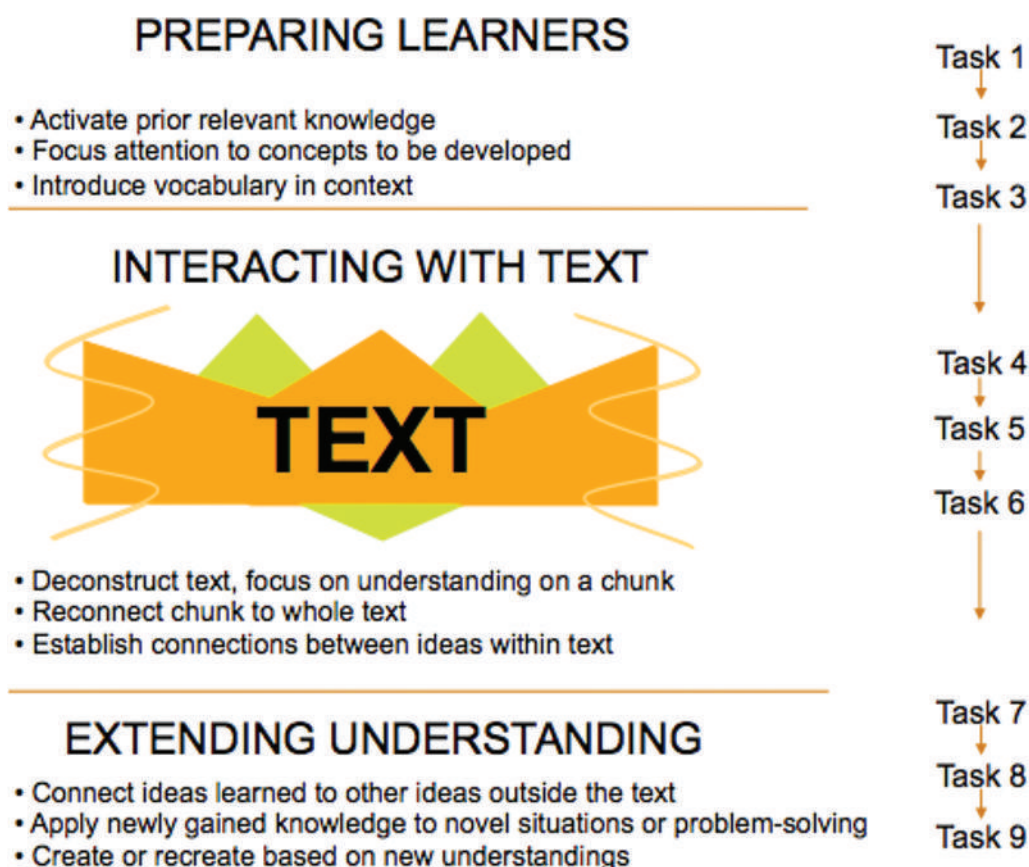 PREPARING LEARNERS
• Activate prior relevant knowledge
• Focus attention to concepts to be developed
• Introduce vocabulary in context
Task 1
Task 2
Task 3
INTERACTING WITH TEXT
TEXT
• Deconstruct text, focus on understanding on a chunk
• Reconnect chunk to whole text
• Establish connections between ideas within text
Task 4
Task 5
Task 6
EXTENDING UNDERSTANDING
• Connect ideas learned to other ideas outside the text
• Apply newly gained knowledge to novel situations or problem-solving
• Create or recreate based on new understandings
Task 7
Task 8
Task 9